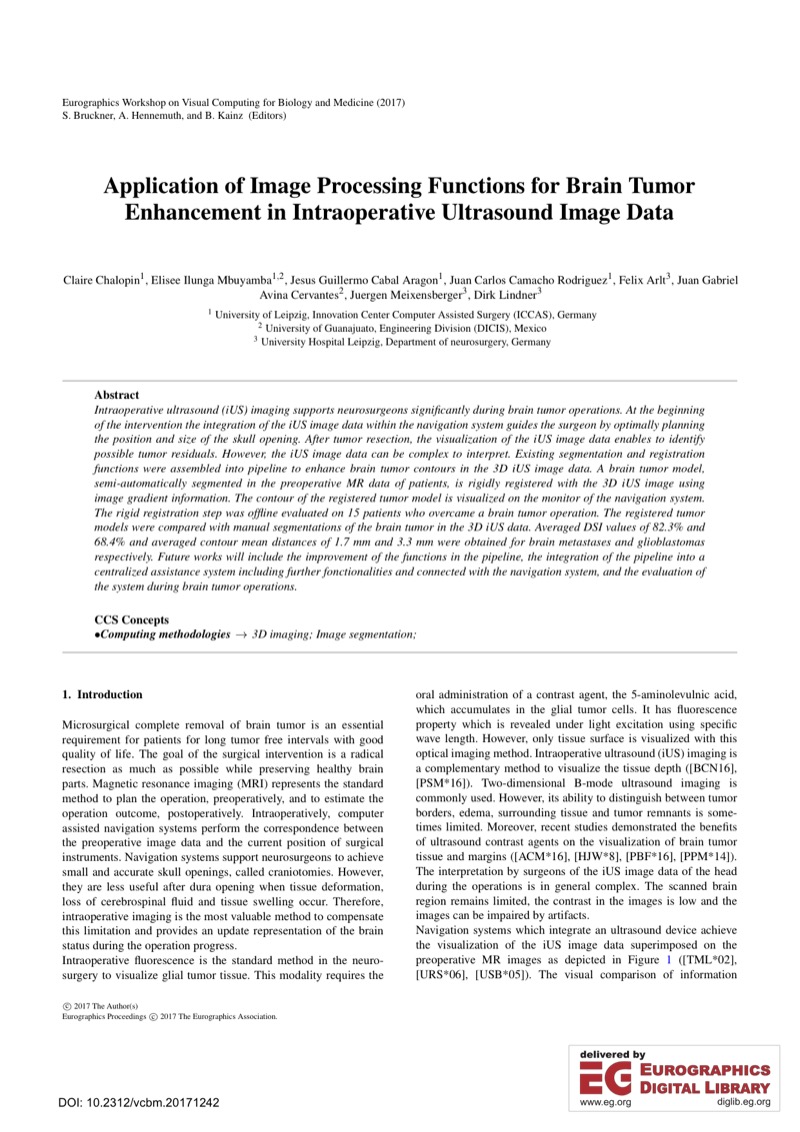 Eurographics Workshop on Visual Computing for Biology and Medicine (2017)
S. Bruckner, A. Hennemuth, and B. Kainz (Editors)
Application of Image Processing Functions for Brain Tumor
Enhancement in Intraoperative Ultrasound Image Data
Claire Chalopin1, Elisee Ilunga Mbuyamba1,2, Jesus Guillermo Cabal Aragon1, Juan Carlos Camacho Rodriguez1, Felix Arlt3, Juan Gabriel
Avina Cervantes2, Juergen Meixensberger3, Dirk Lindner3
1 University of Leipzig, Innovation Center Computer Assisted Surgery (ICCAS), Germany
2 University of Guanajuato, Engineering Division (DICIS), Mexico
3 University Hospital Leipzig, Department of neurosurgery, Germany
Abstract
Intraoperative ultrasound (iUS) imaging supports neurosurgeons significantly during brain tumor operations. At the beginning
of the intervention the integration of the iUS image data within the navigation system guides the surgeon by optimally planning
the position and size of the skull opening. After tumor resection, the visualization of the iUS image data enables to identify
possible tumor residuals. However, the iUS image data can be complex to interpret. Existing segmentation and registration
functions were assembled into pipeline to enhance brain tumor contours in the 3D iUS image data. A brain tumor model,
semi-automatically segmented in the preoperative MR data of patients, is rigidly registered with the 3D iUS image using
image gradient information. The contour of the registered tumor model is visualized on the monitor of the navigation system.
The rigid registration step was offline evaluated on 15 patients who overcame a brain tumor operation. The registered tumor
models were compared with manual segmentations of the brain tumor in the 3D iUS data. Averaged DSI values of 82.3% and
68.4% and averaged contour mean distances of 1.7 mm and 3.3 mm were obtained for brain metastases and glioblastomas
respectively. Future works will include the improvement of the functions in the pipeline, the integration of the pipeline into a
centralized assistance system including further fonctionalities and connected with the navigation system, and the evaluation of
the system during brain tumor operations.
CCS Concepts
•Computing methodologies → 3D imaging; Image segmentation;
1. Introduction
Microsurgical complete removal of brain tumor is an essential
requirement for patients for long tumor free intervals with good
quality of life. The goal of the surgical intervention is a radical
resection as much as possible while preserving healthy brain
parts. Magnetic resonance imaging (MRI) represents the standard
method to plan the operation, preoperatively, and to estimate the
operation outcome, postoperatively. Intraoperatively, computer
assisted navigation systems perform the correspondence between
the preoperative image data and the current position of surgical
instruments. Navigation systems support neurosurgeons to achieve
small and accurate skull openings, called craniotomies. However,
they are less useful after dura opening when tissue deformation,
loss of cerebrospinal fluid and tissue swelling occur. Therefore,
intraoperative imaging is the most valuable method to compensate
this limitation and provides an update representation of the brain
status during the operation progress.
Intraoperative fluorescence is the standard method in the neuro-
surgery to visualize glial tumor tissue. This modality requires the
oral administration of a contrast agent, the 5-aminolevulnic acid,
which accumulates in the glial tumor cells. It has fluorescence
property which is revealed under light excitation using specific
wave length. However, only tissue surface is visualized with this
optical imaging method. Intraoperative ultrasound (iUS) imaging is
a complementary method to visualize the tissue depth ([BCN16],
[PSM*16]). Two-dimensional B-mode ultrasound imaging is
commonly used. However, its ability to distinguish between tumor
borders, edema, surrounding tissue and tumor remnants is some-
times limited. Moreover, recent studies demonstrated the benefits
of ultrasound contrast agents on the visualization of brain tumor
tissue and margins ([ACM*16], [HJW*8], [PBF*16], [PPM*14]).
The interpretation by surgeons of the iUS image data of the head
during the operations is in general complex. The scanned brain
region remains limited, the contrast in the images is low and the
images can be impaired by artifacts.
Navigation systems which integrate an ultrasound device achieve
the visualization of the iUS image data superimposed on the
preoperative MR images as depicted in Figure 1 ([TML*02],
[URS*06], [USB*05]). The visual comparison of information
© 2017 The Author(s)
Eurographics Proceedings © 2017 The Eurographics Association.
DOI: 10.2312/vcbm.20171242
delivered by
EG EUROGRAPHICS
DIGITAL LIBRARY
www.eg.org diglib.eg.org